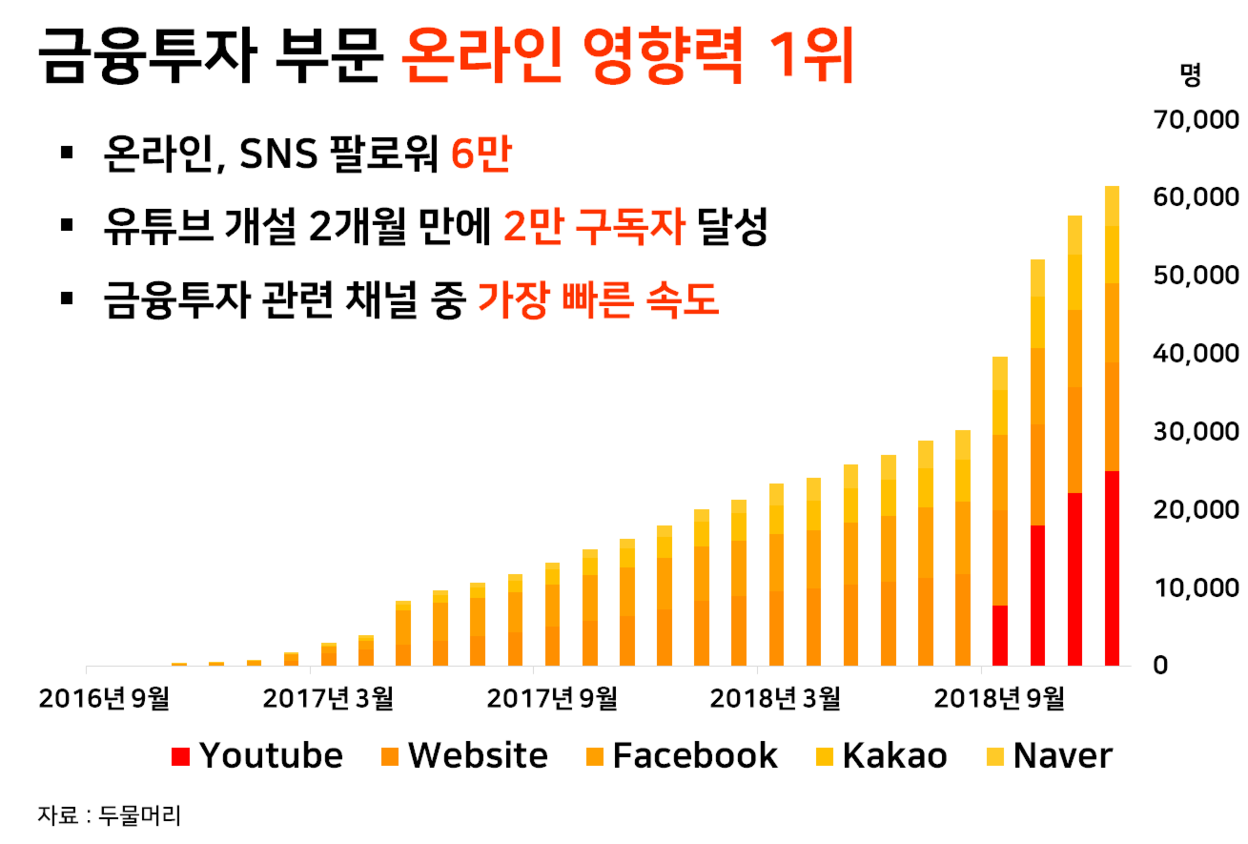 금융투자 부문 온라인 영향력 1위
▪ 온라인, SNS 팔로워 6만
▪ 유튜브 개설 2개월 만에 2만 구독자 달성
▪ 금융투자 관련 채널 중 가장 빠른 속도
명
70,000
60,000
50,000
40,000
30,000
20,000
10,000
0
2016년 9월 2017년 3월 2017년 9월 2018년 3월 2018년 9월
Youtube Website Facebook Kakao Naver
자료 : 두물머리